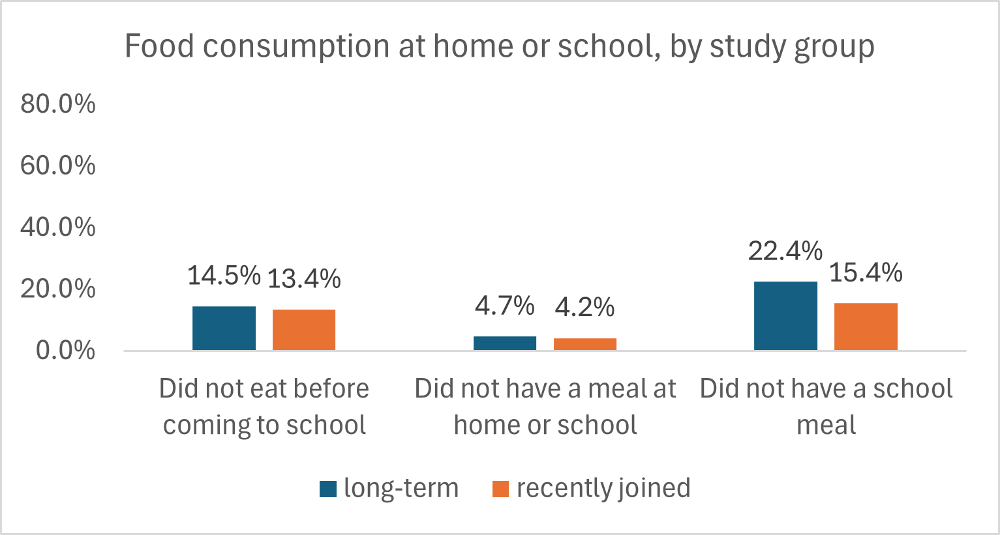 Food consumption at home or school, by study group
80.0%
60.0%
40.0%
20.0%
0.0%
14.5%
13.4%
4.7%
4.2%
22.4%
15.4%
Did not eat before
coming to school
Did not have a meal at
home or school
Did not have a school
meal
long-term
recently joined